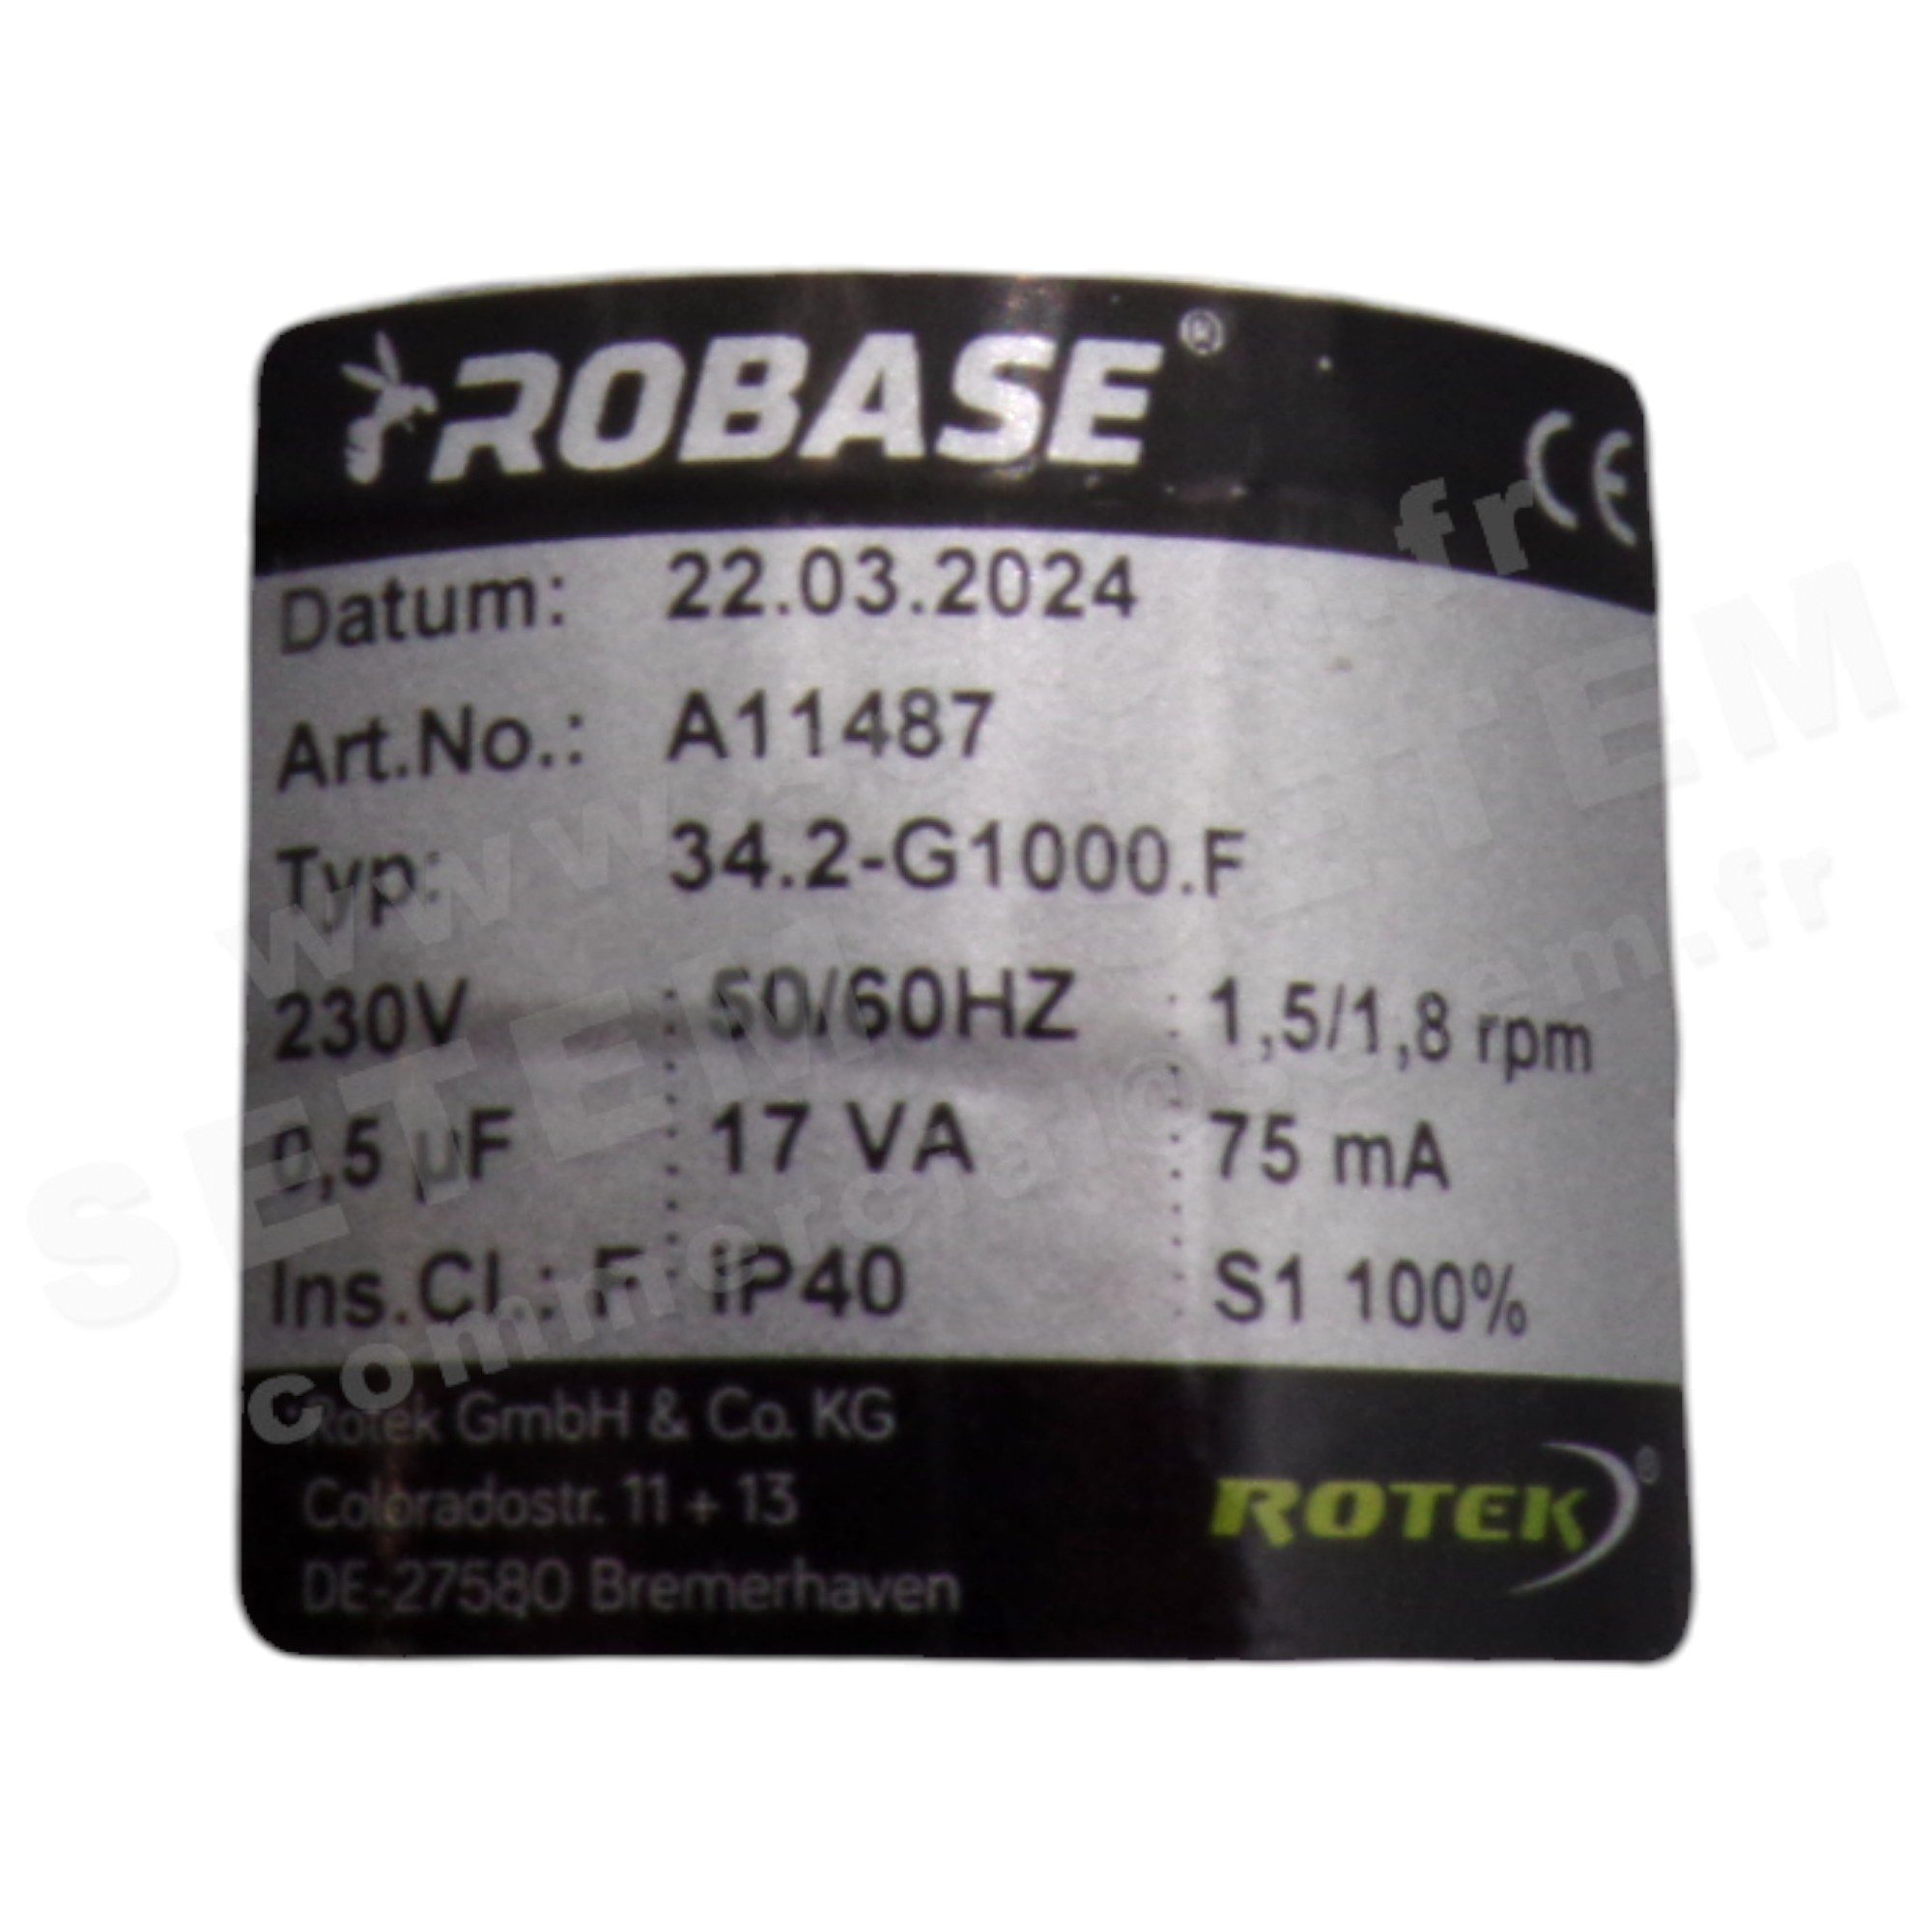 ROBASE®
CE
Datum: 22.03.2024
Art.No.: A11487
Typ: 34.2-G1000.F
230V 50/60HZ 1,5/1,8 rpm
0,5 µF 17 VA 75 mA
Ins.Cl.: F IP40 S1 100%
Rotek GmbH & Co. KG
Coloradostr. 11 + 13
DE-27580 Bremerhaven
ROTEK®
SETEM
SETEM